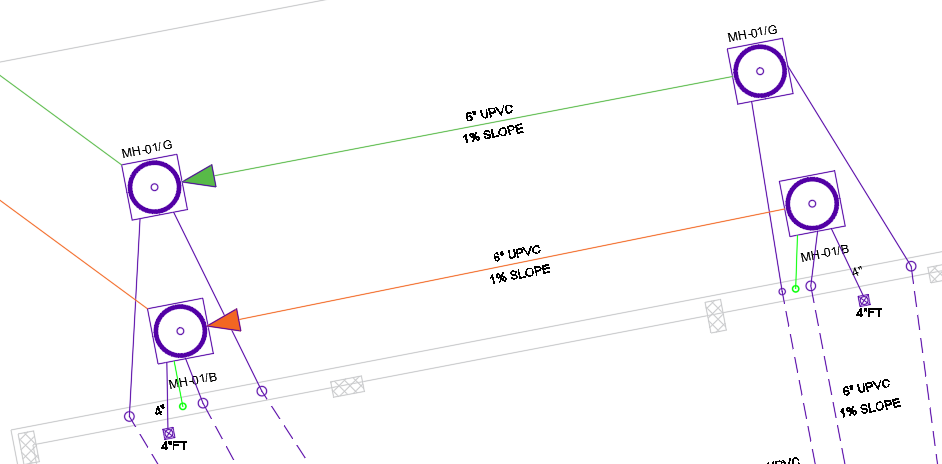 MH-01/G
6" UPVC
1% SLOPE
MH-01/G
6" UPVC
1% SLOPE
MH-01/B
4"
4"FT
MH-01/B
4"
4"FT
6" UPVC
1% SLOPE
UPVC